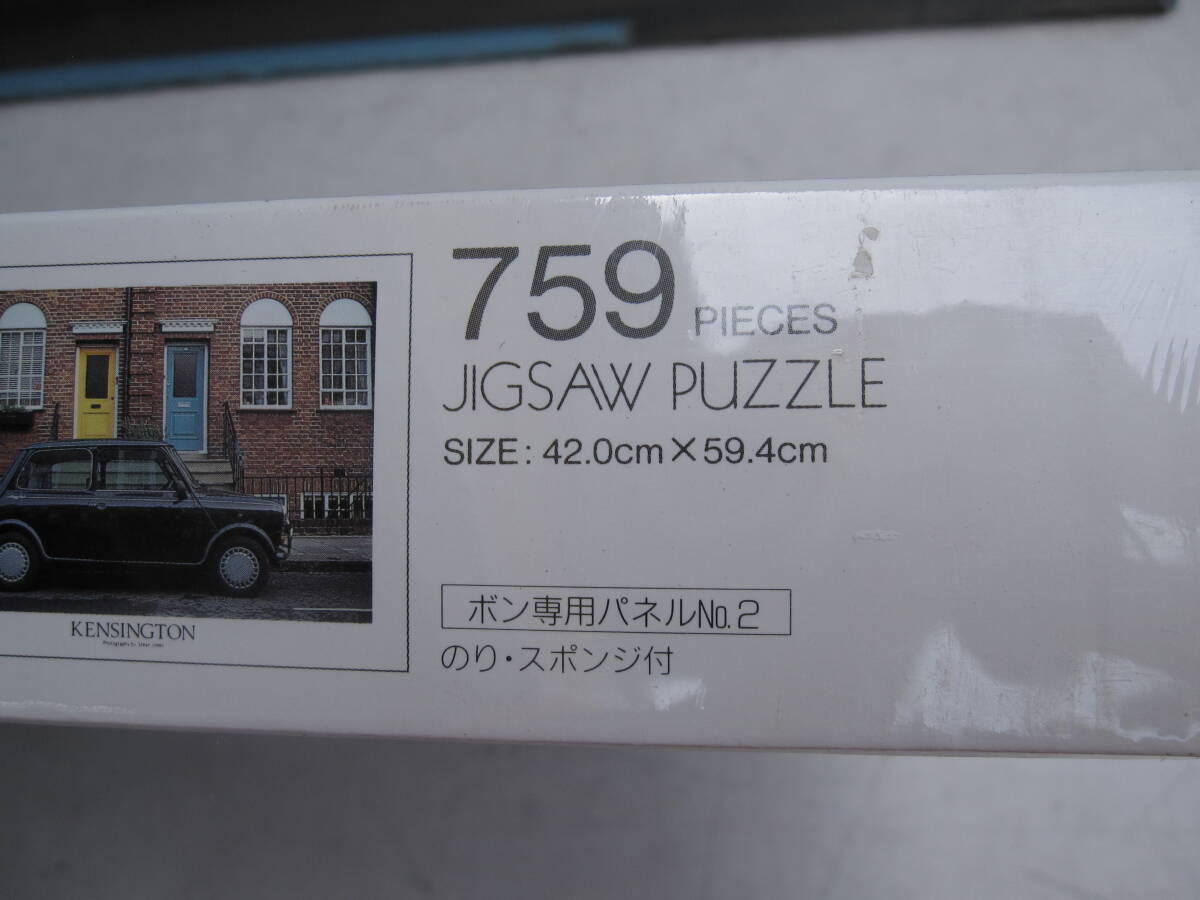 759 PIECES
JIGSAW PUZZLE
SIZE: 42.0cm×59.4cm
ボン専用パネルNo.2
のり・スポンジ付
KENSINGTON